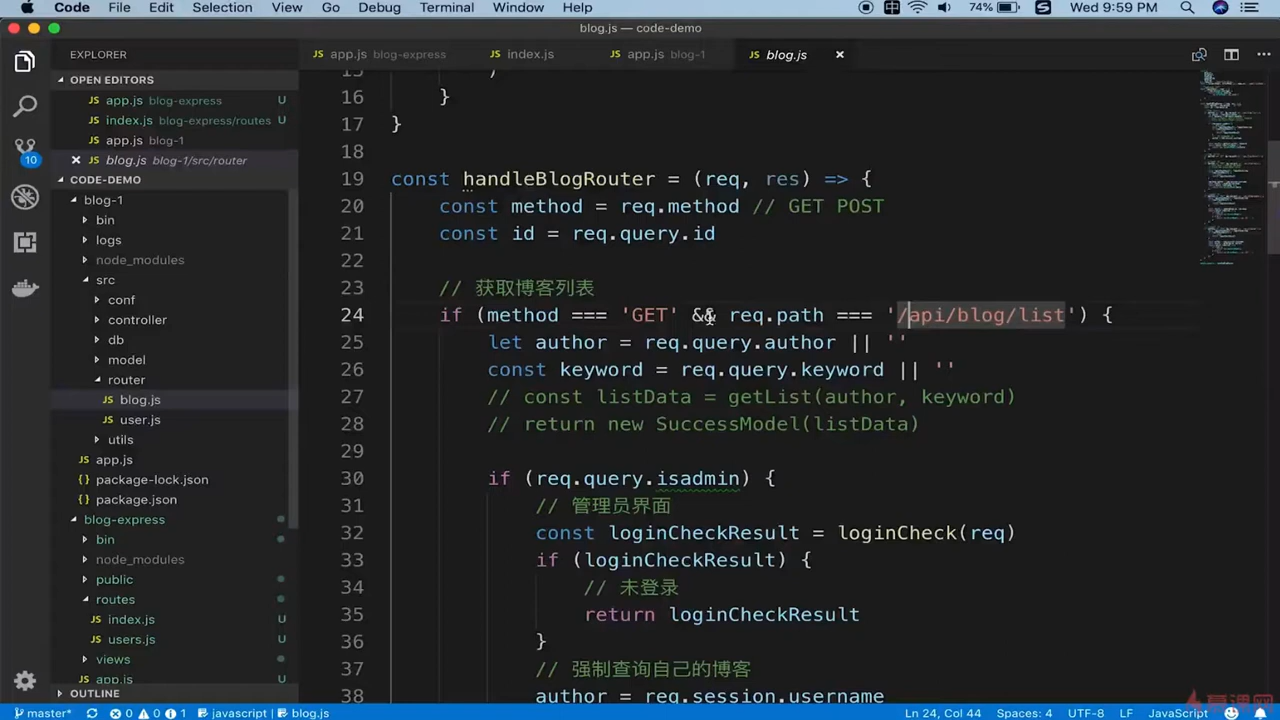 Code File Edit Selection View Go Debug Terminal Window Help 中 74% S Wed 9:59 PM
blog.js — code-demo
EXPLORER
JS app.js blog-express JS index.js JS app.js blog-1 JS blog.js ×
OPEN EDITORS
JS app.js blog-express U
JS index.js blog-express/routes U
JS app.js blog-1
× JS blog.js blog-1/src/router
10
CODE-DEMO
blog-1
bin
logs
node_modules
src
conf
controller
db
model
router
JS blog.js
JS user.js
utils
JS app.js
{} package-lock.json
{} package.json
blog-express
bin
node_modules
public
routes
JS index.js U
JS users.js U
views
JS app.js U
OUTLINE
15 }
16 }
17 }
18
19 const handleBlogRouter = (req, res) => {
20 const method = req.method // GET POST
21 const id = req.query.id
22
23 // 获取博客列表
24 if (method === 'GET' && req.path === '/api/blog/list') {
25 let author = req.query.author || ''
26 const keyword = req.query.keyword || ''
27 // const listData = getList(author, keyword)
28 // return new SuccessModel(listData)
29
30 if (req.query.isadmin) {
31 // 管理员界面
32 const loginCheckResult = loginCheck(req)
33 if (loginCheckResult) {
34 // 未登录
35 return loginCheckResult
36 }
37 // 强制查询自己的博客
38 author = req.session.username
master* 0 0 1 javascript | blog.js Ln 24, Col 44 Spaces: 4 UTF-8 LF JavaScript
慕课网